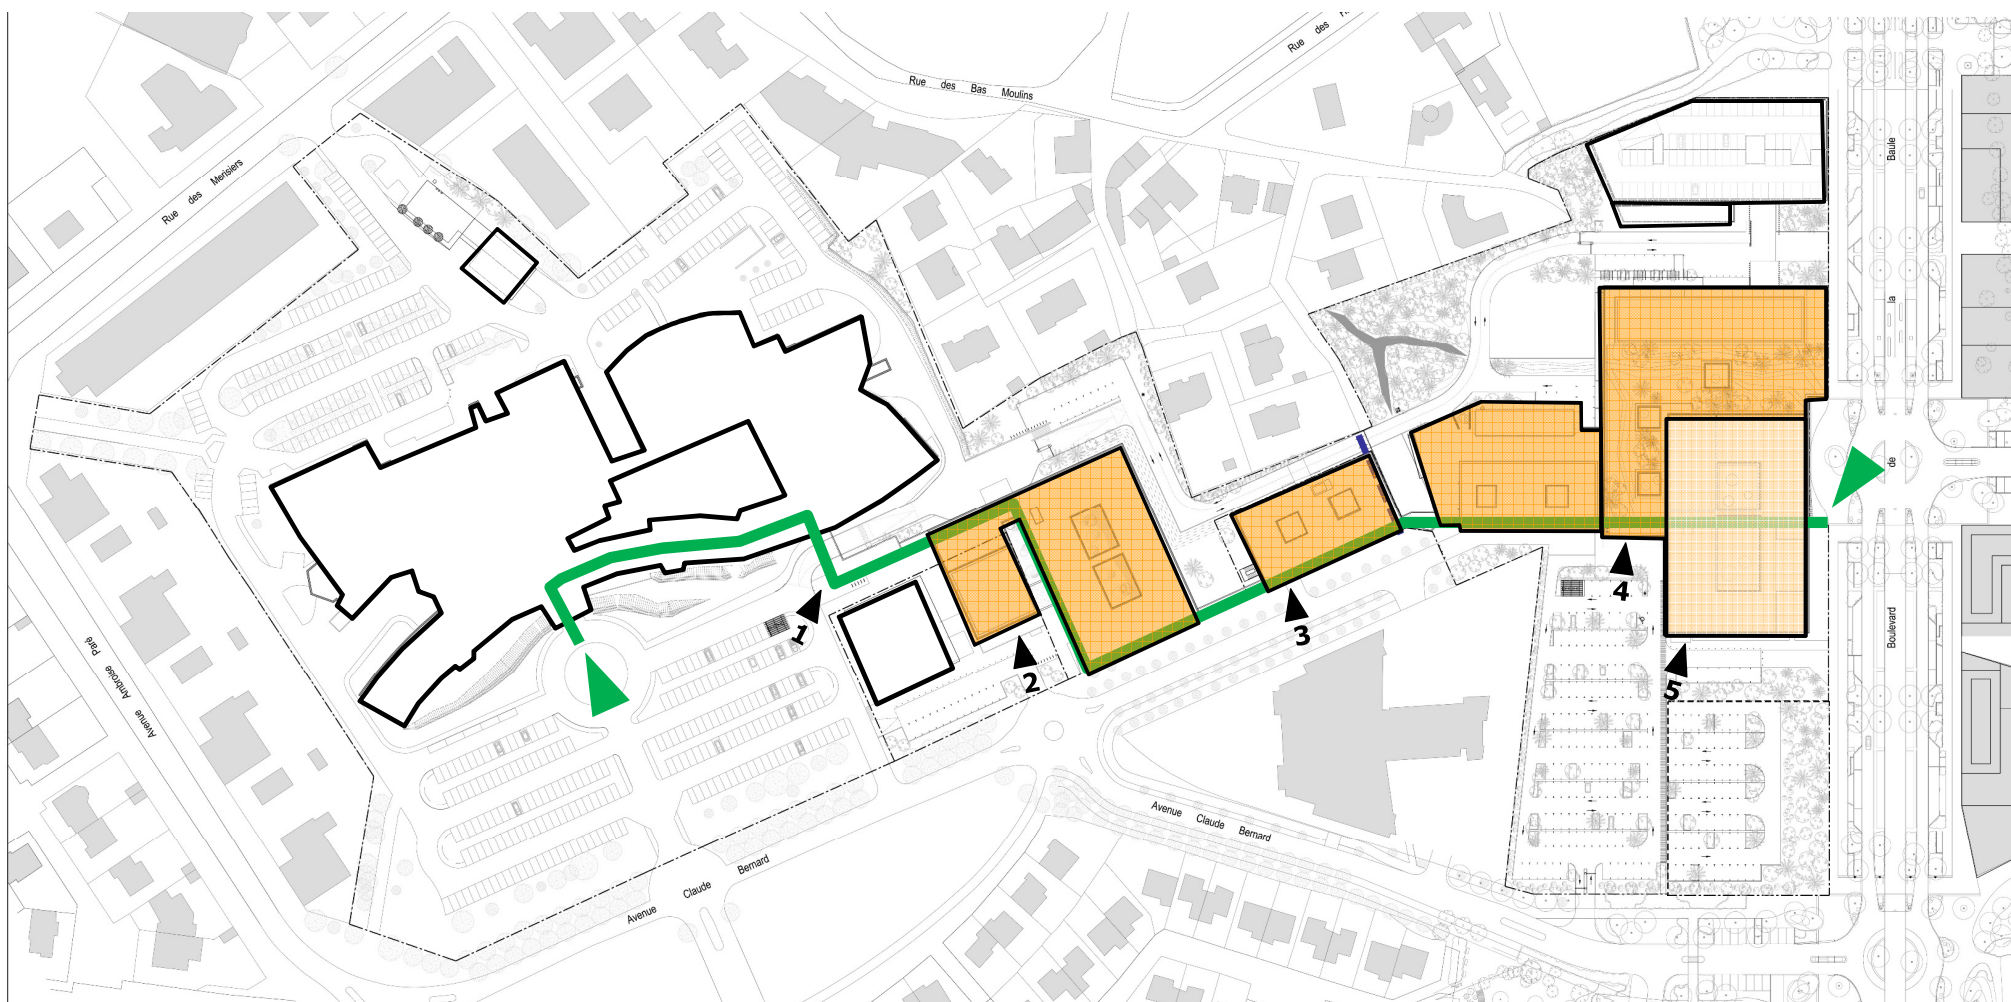 Rue des Bas Moulins
Rue des
Rue des Merisiers
Baule
la
de
Boulevard
1
2
3
4
5
Avenue Ambroise Paré
Avenue Claude Bernard
Avenue Claude Bernard